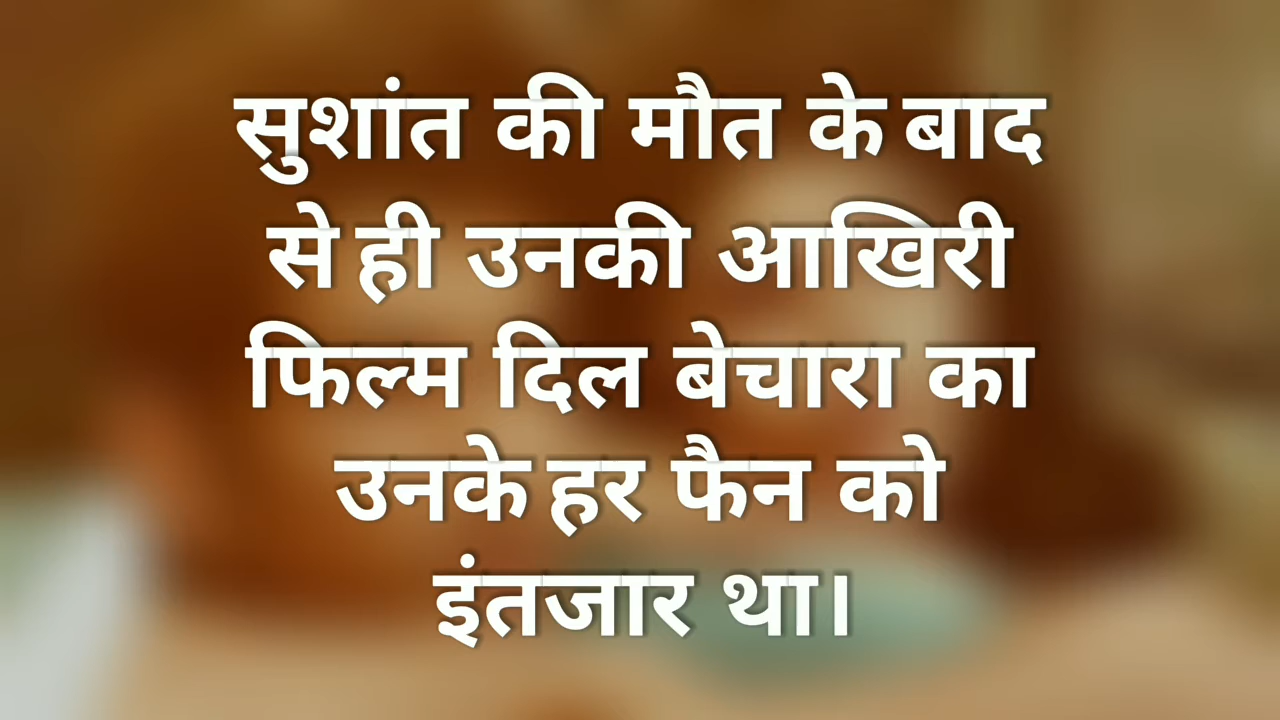 सुशांत की मौत के बाद
से ही उनकी आखिरी
फिल्म दिल बेचारा का
उनके हर फैन को
इंतजार था।